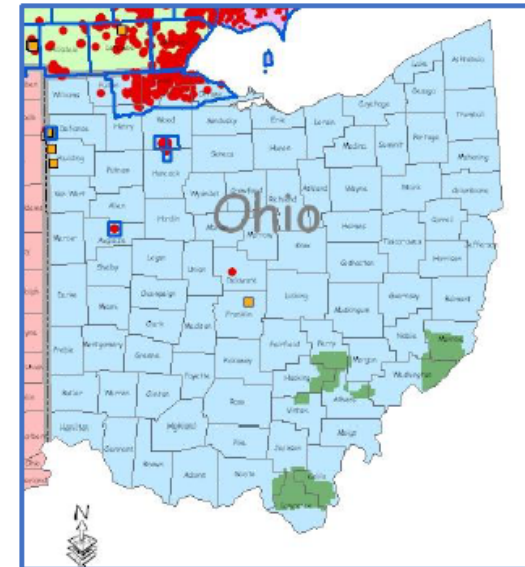 Williams
Ashtabula
Lake
Geauga
Cuyahoga
Trumbull
Defiance
Henry
Wood
Sandusky
Erie
Lorain
Portage
Medina
Summit
Mahoning
Paulding
Seneca
Huron
Putnam
Hancock
Van Wert
Wyandot
Crawford
Richland
Ashland
Wayne
Stark
Columbiana
Allen
Hardin
Ohio
Mercer
Auglaize
Carroll
Holmes
Tuscarawas
Jefferson
Morrow
Knox
Logan
Shelby
Union
Delaware
Coshocton
Harrison
Darke
Champaign
Licking
Guernsey
Belmont
Miami
Franklin
Muskingum
Clark
Madison
Noble
Monroe
Preble
Montgomery
Fairfield
Perry
Morgan
Greene
Pickaway
Washington
Fayette
Hocking
Athens
Butler
Warren
Clinton
Ross
Vinton
Hamilton
Highland
Meigs
Clermont
Brown
Pike
Jackson
Adams
Scioto
Gallia
Lawrence
N